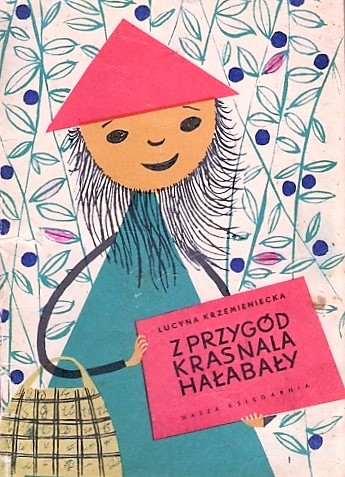 LUCYNA KRZEMIENIECKA
Z PRZYGÓD
KRASNALA
HAŁABAŁY
NASZA KSIĘGARNIA